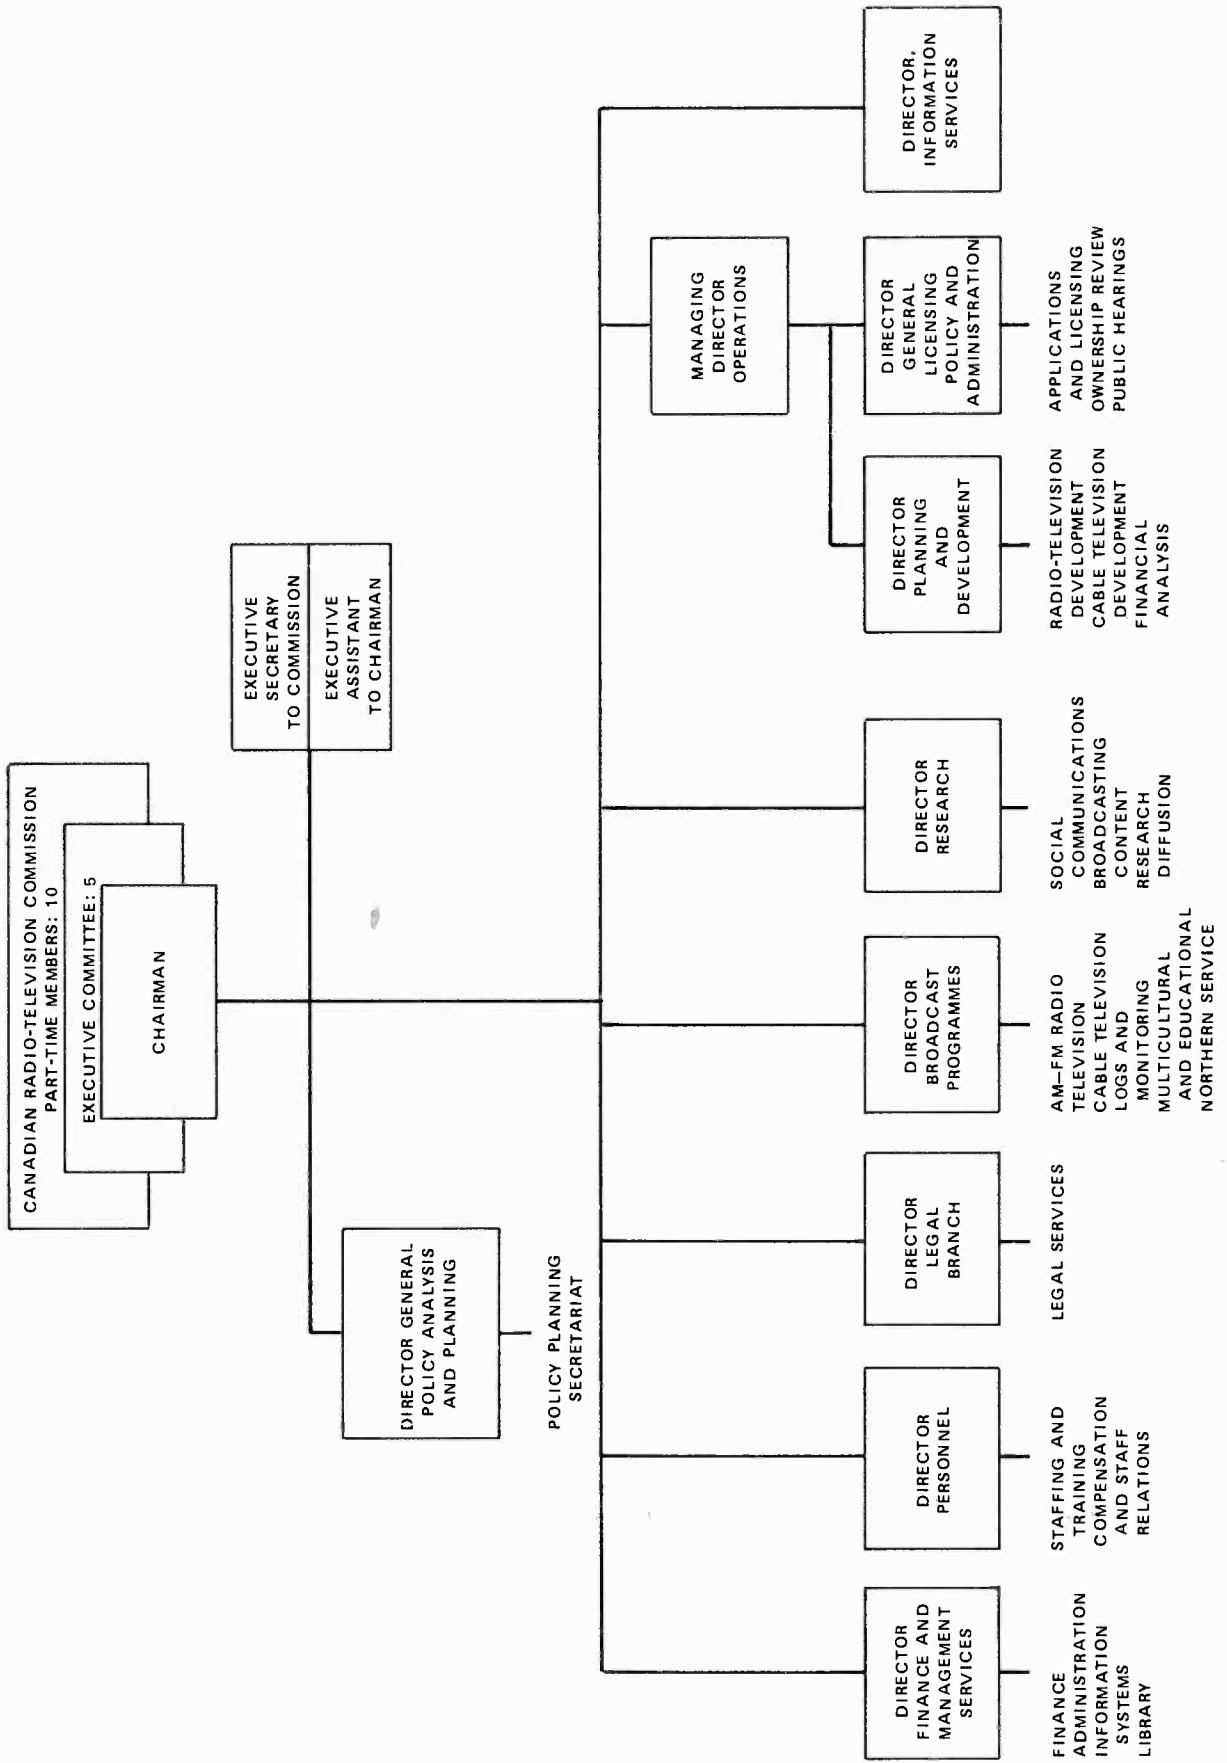 CANADIAN RADIO-TELEVISION COMMISSION
PART-TIME MEMBERS: 10
EXECUTIVE COMMITTEE: 5
CHAIRMAN
EXECUTIVE
SECRETARY
TO COMMISSION
EXECUTIVE
ASSISTANT
TO CHAIRMAN
DIRECTOR GENERAL
POLICY ANALYSIS
AND PLANNING
POLICY PLANNING
SECRETARIAT
MANAGING
DIRECTOR
OPERATIONS
DIRECTOR
FINANCE AND
MANAGEMENT
SERVICES
FINANCE
ADMINISTRATION
INFORMATION
SYSTEMS
LIBRARY
DIRECTOR
PERSONNEL
STAFFING AND
TRAINING
COMPENSATION
AND STAFF
RELATIONS
DIRECTOR
LEGAL
BRANCH
LEGAL SERVICES
DIRECTOR
BROADCAST
PROGRAMMES
AM—FM RADIO
TELEVISION
CABLE TELEVISION
LOGS AND
MONITORING
MULTICULTURAL
AND EDUCATIONAL
NORTHERN SERVICE
DIRECTOR
RESEARCH
SOCIAL
COMMUNICATIONS
BROADCASTING
CONTENT
RESEARCH
DIFFUSION
DIRECTOR
PLANNING
AND
DEVELOPMENT
RADIO-TELEVISION
DEVELOPMENT
CABLE TELEVISION
DEVELOPMENT
FINANCIAL
ANALYSIS
DIRECTOR
GENERAL
LICENSING
POLICY AND
ADMINISTRATION
APPLICATIONS
AND LICENSING
OWNERSHIP REVIEW
PUBLIC HEARINGS
DIRECTOR,
INFORMATION
SERVICES